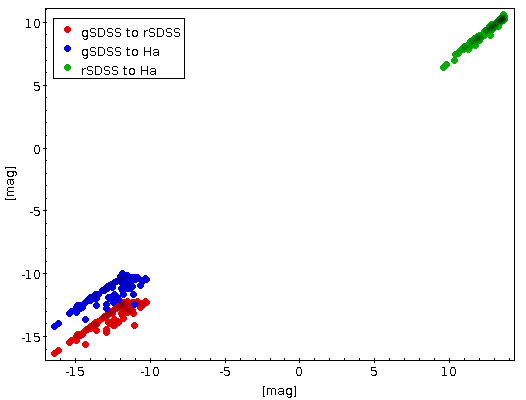 gSDSS to rSDSS
gSDSS to Ha
rSDSS to Ha
10
5
0
-5
-10
-15
[mag]
-15 -10 -5 0 5 10
[mag]